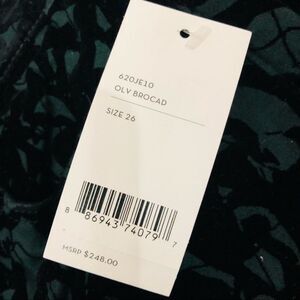 620JE10
OLV BROCAD
SIZE 26
8 86943 74079 7
MSRP $248.00